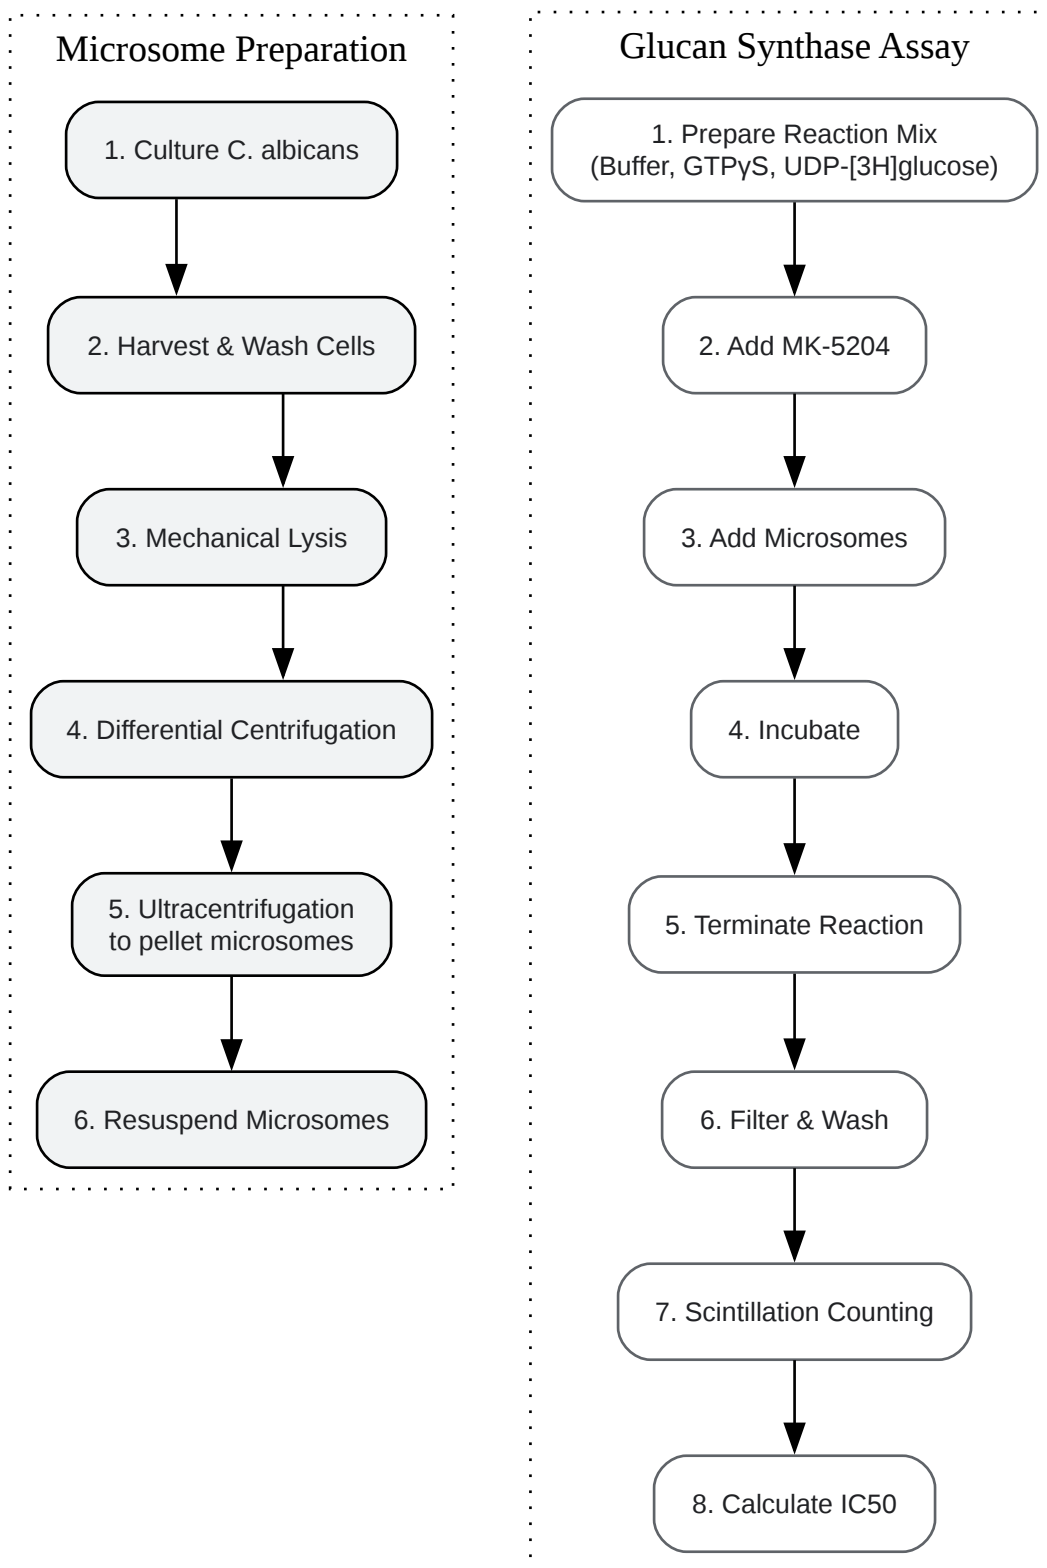 Microsome Preparation
1. Culture C. albicans
2. Harvest & Wash Cells
3. Mechanical Lysis
4. Differential Centrifugation
5. Ultracentrifugation
to pellet microsomes
6. Resuspend Microsomes
Glucan Synthase Assay
1. Prepare Reaction Mix
(Buffer, GTPγS, UDP-[3H]glucose)
2. Add MK-5204
3. Add Microsomes
4. Incubate
5. Terminate Reaction
6. Filter & Wash
7. Scintillation Counting
8. Calculate IC50